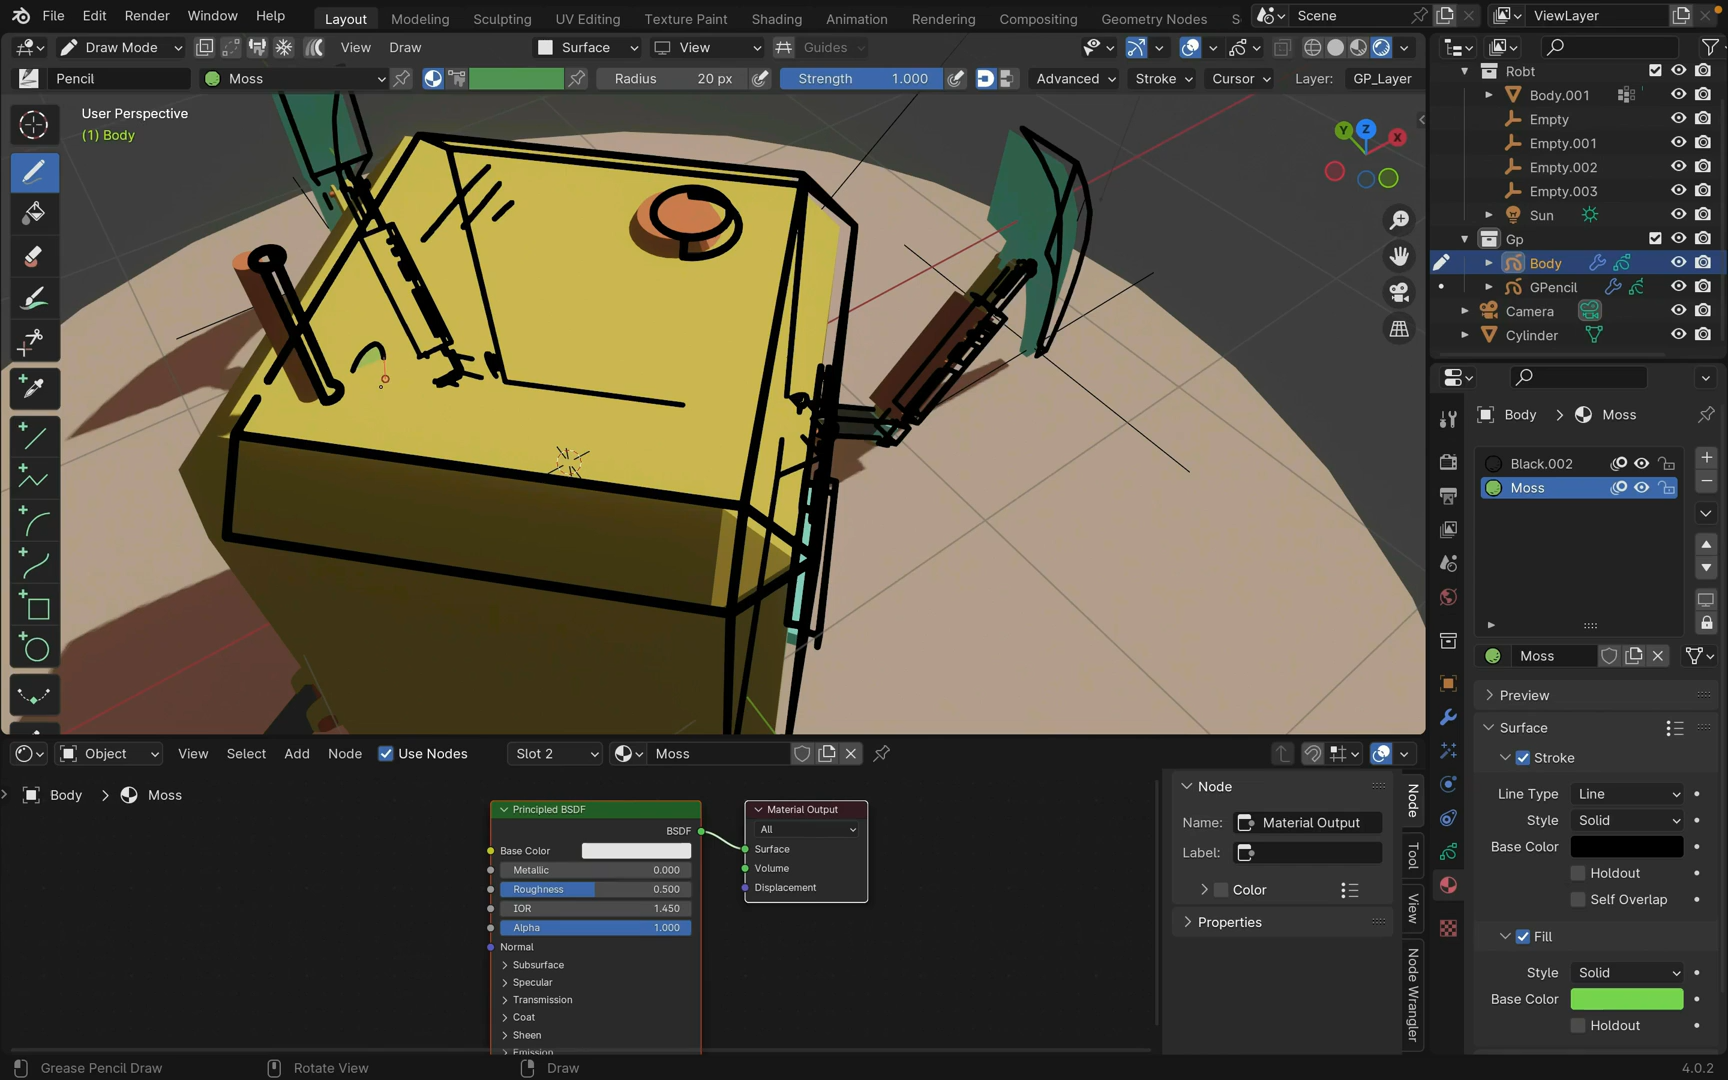 File Edit Render Window Help Layout Modeling Sculpting UV Editing Texture Paint Shading Animation Rendering Compositing Geometry Nodes S Scene ViewLayer
Draw Mode View Draw Surface View Guides
Pencil Moss Radius 20 px Strength 1.000 Advanced Stroke Cursor Layer: GP_Layer
User Perspective
(1) Body
Y Z X
Robt
Body.001
Empty
Empty.001
Empty.002
Empty.003
Sun
Gp
Body
GPencil
Camera
Cylinder
Body > Moss
Black.002
Moss
Moss
Preview
Surface
Stroke
Line Type Line
Style Solid
Base Color
Holdout
Self Overlap
Fill
Style Solid
Base Color
Holdout
Object View Select Add Node Use Nodes Slot 2 Moss
Body > Moss
Principled BSDF
BSDF
Base Color
Metallic 0.000
Roughness 0.500
IOR 1.450
Alpha 1.000
Normal
Subsurface
Specular
Transmission
Coat
Sheen
Emission
Material Output
All
Surface
Volume
Displacement
Node
Name: Material Output
Label:
Color
Properties
Node
Tool
View
Node Wrangler
Grease Pencil Draw Rotate View Draw 4.0.2